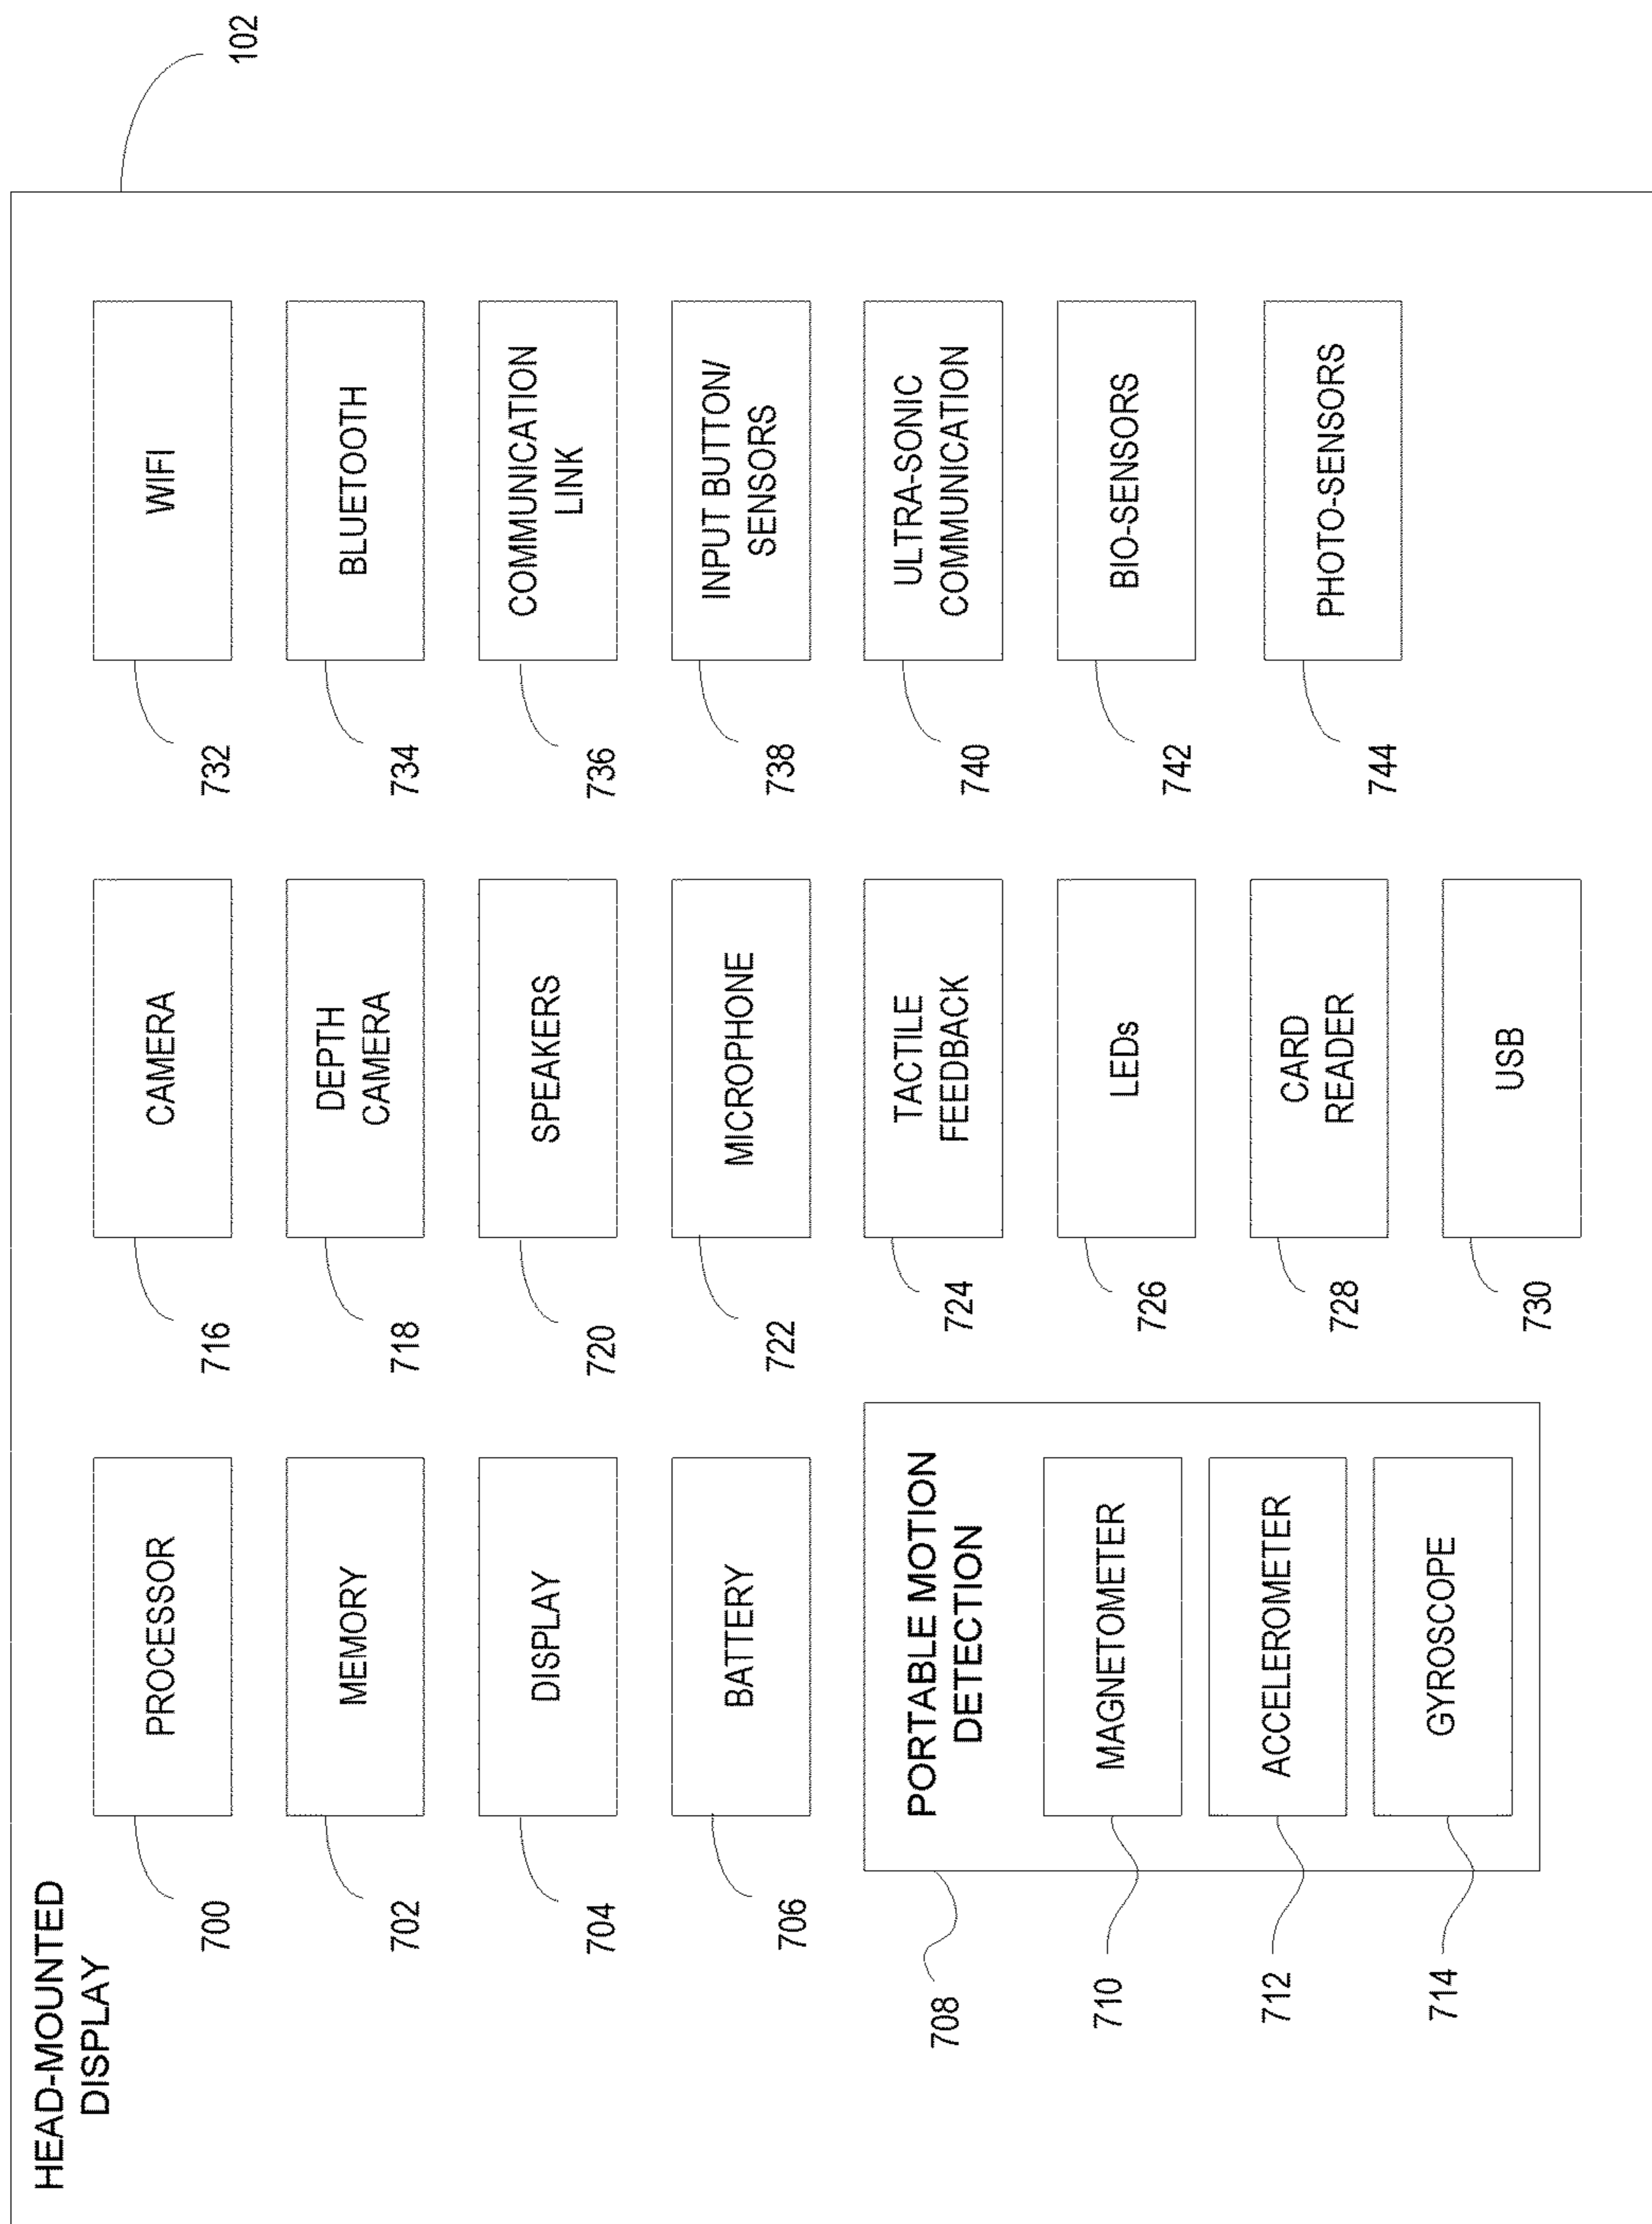 HEAD-MOUNTED
DISPLAY
102
700
PROCESSOR
702
MEMORY
704
DISPLAY
706
BATTERY
708
PORTABLE MOTION
DETECTION
710
MAGNETOMETER
712
ACCELEROMETER
714
GYROSCOPE
716
CAMERA
718
DEPTH
CAMERA
720
SPEAKERS
722
MICROPHONE
724
TACTILE
FEEDBACK
726
LEDs
728
CARD
READER
730
USB
732
WIFI
734
BLUETOOTH
736
COMMUNICATION
LINK
738
INPUT BUTTON/
SENSORS
740
ULTRA-SONIC
COMMUNICATION
742
BIO-SENSORS
744
PHOTO-SENSORS